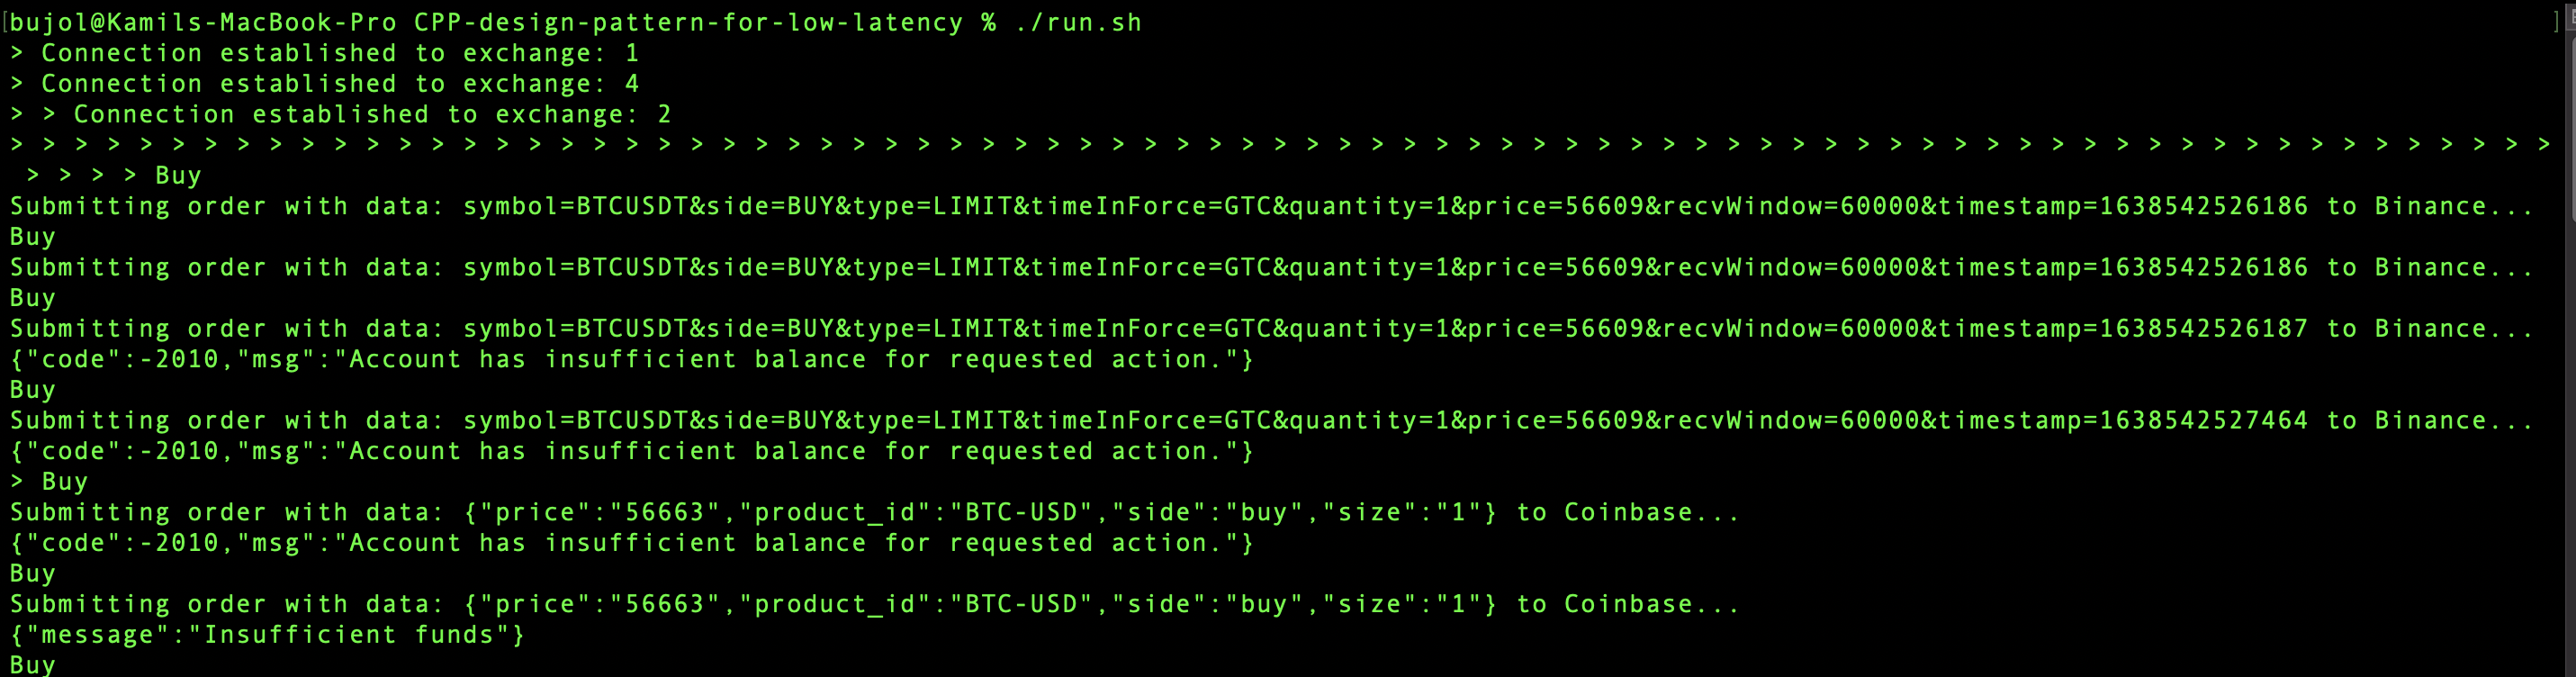 [bujol@Kamils-MacBook-Pro CPP-design-pattern-for-low-latency % ./run.sh ]
> Connection established to exchange: 1
> Connection established to exchange: 4
> > Connection established to exchange: 2
> > > > > > > > > > > > > > > > > > > > > > > > > > > > > > > > > > > > > > > > > > > > > > > > > > > > > > > > > > > > > > > > > > > > > > > > > > > > > > >
> > > > Buy
Submitting order with data: symbol=BTCUSDT&side=BUY&type=LIMIT&timeInForce=GTC&quantity=1&price=56609&recvWindow=60000&timestamp=1638542526186 to Binance...
Buy
Submitting order with data: symbol=BTCUSDT&side=BUY&type=LIMIT&timeInForce=GTC&quantity=1&price=56609&recvWindow=60000&timestamp=1638542526186 to Binance...
Buy
Submitting order with data: symbol=BTCUSDT&side=BUY&type=LIMIT&timeInForce=GTC&quantity=1&price=56609&recvWindow=60000&timestamp=1638542526187 to Binance...
{"code":-2010,"msg":"Account has insufficient balance for requested action."}
Buy
Submitting order with data: symbol=BTCUSDT&side=BUY&type=LIMIT&timeInForce=GTC&quantity=1&price=56609&recvWindow=60000&timestamp=1638542527464 to Binance...
{"code":-2010,"msg":"Account has insufficient balance for requested action."}
> Buy
Submitting order with data: {"price":"56663","product_id":"BTC-USD","side":"buy","size":"1"} to Coinbase...
{"code":-2010,"msg":"Account has insufficient balance for requested action."}
Buy
Submitting order with data: {"price":"56663","product_id":"BTC-USD","side":"buy","size":"1"} to Coinbase...
{"message":"Insufficient funds"}
Buy